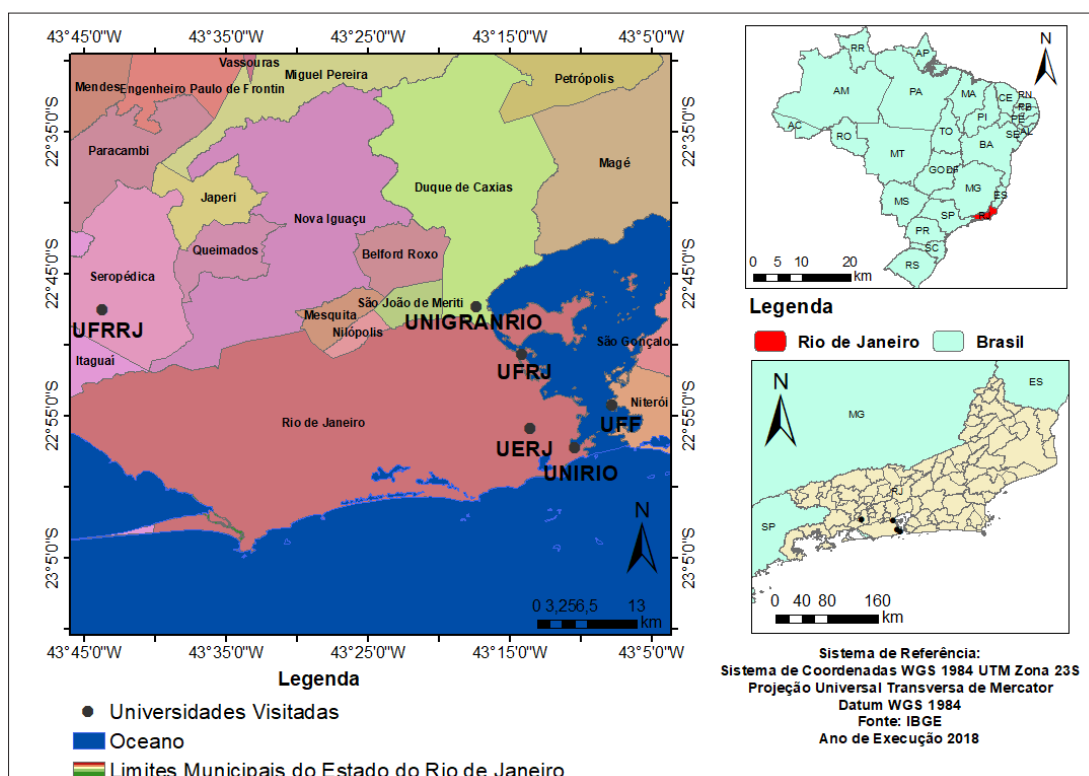 43°45'0"W 43°35'0"W 43°25'0"W 43°15'0"W 43°5'0"W
22°35'0"S
22°45'0"S
22°55'0"S
23°5'0"S
Vassouras
Mendes
Engenheiro Paulo de Frontin
Miguel Pereira
Petrópolis
Paracambi
Magé
Japeri
Duque de Caxias
Nova Iguaçu
Queimados
Belford Roxo
Seropédica
São João de Meriti
UFRRJ
Mesquita
UNIGRANRIO
Nilópolis
São Gonçalo
Itaguaí
UFRJ
Niterói
Rio de Janeiro
UFF
UERJ
UNIRIO
N
0 3,256,5 13
km
22°35'0"S
22°45'0"S
22°55'0"S
23°5'0"S
43°45'0"W 43°35'0"W 43°25'0"W 43°15'0"W 43°5'0"W
Legenda
Universidades Visitadas
Oceano
Limites Municipais do Estado do Rio de Janeiro
N
RR
AP
AM
PA
MA
CE
RN
PB
PE
AL
SE
PI
AC
RO
TO
BA
MT
GO
DF
MG
ES
MS
SP
RJ
PR
SC
RS
0 5 10 20
km
Legenda
Rio de Janeiro Brasil
N
ES
MG
RJ
SP
0 40 80 160
km
Sistema de Referência:
Sistema de Coordenadas WGS 1984 UTM Zona 23S
Projeção Universal Transversa de Mercator
Datum WGS 1984
Fonte: IBGE
Ano de Execução 2018